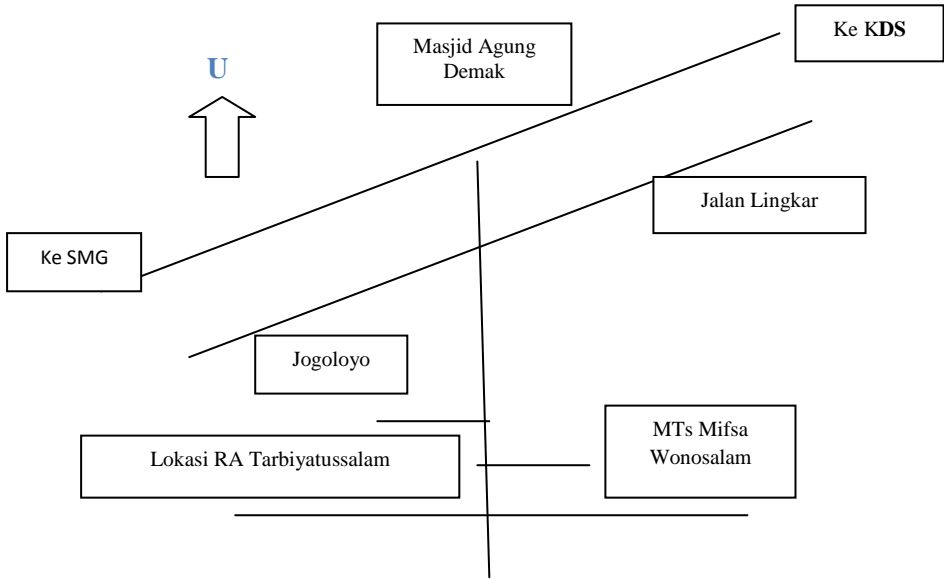 Ke KDS
Masjid Agung
Demak
U
Jalan Lingkar
Ke SMG
Jogoloyo
MTs Mifsa
Wonosalam
Lokasi RA Tarbiyatussalam